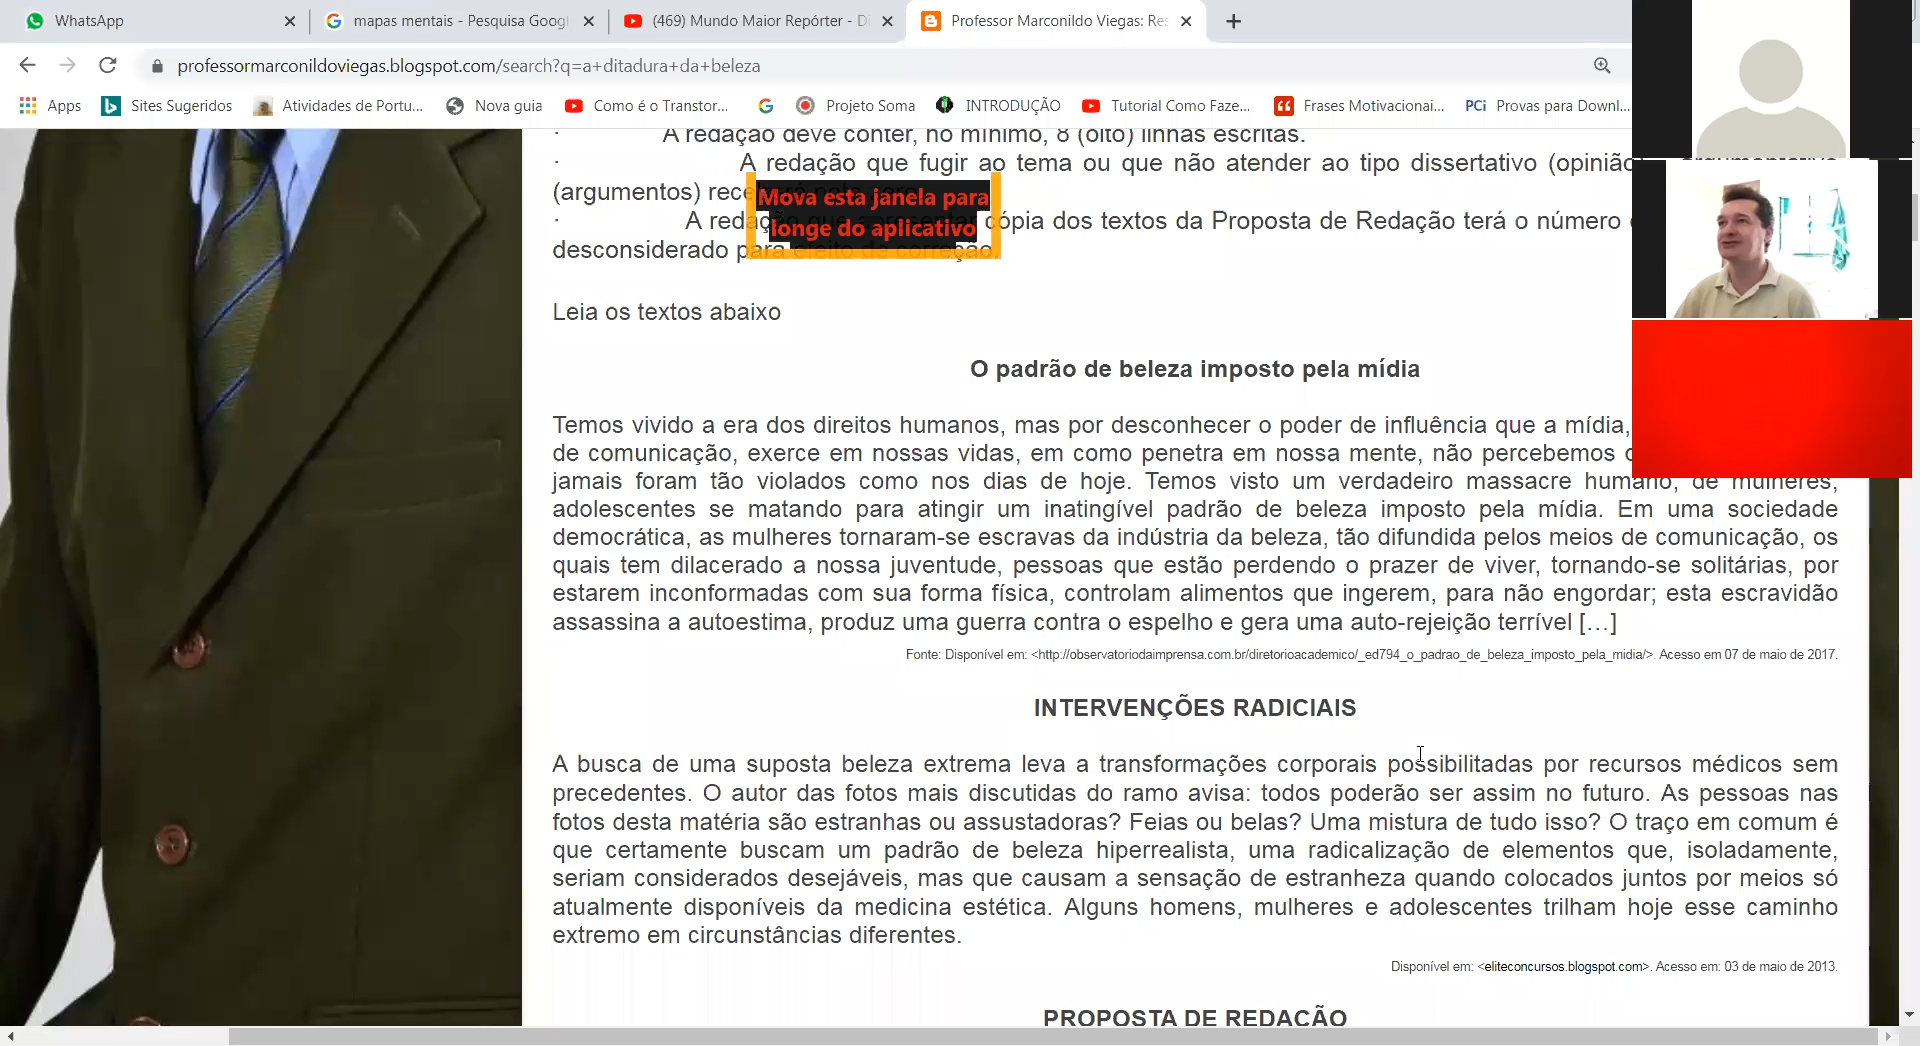 WhatsApp
mapas mentais - Pesquisa Goog
(469) Mundo Maior Repórter - Di
Professor Marconildo Viegas: Res
professormarconildoviegas.blogspot.com/search?q=a+ditadura+da+beleza
Apps
Sites Sugeridos
Atividades de Portu...
Nova guia
Como é o Transtor...
Projeto Soma
INTRODUÇÃO
Tutorial Como Faze...
Frases Motivacionai...
PCi Provas para Downl...
· A redação deve conter, no mínimo, 8 (oito) linhas escritas.
· A redação que fugir ao tema ou que não atender ao tipo dissertativo (opinião)
(argumentos)
Mova esta janela para
longe do aplicativo
· A cópia dos textos da Proposta de Redação terá o número
desconsiderado para efeito de correção.
Leia os textos abaixo
O padrão de beleza imposto pela mídia
Temos vivido a era dos direitos humanos, mas por desconhecer o poder de influência que a mídia,
de comunicação, exerce em nossas vidas, em como penetra em nossa mente, não percebemos
jamais foram tão violados como nos dias de hoje. Temos visto um verdadeiro massacre humano, de mulheres,
adolescentes se matando para atingir um inatingível padrão de beleza imposto pela mídia. Em uma sociedade
democrática, as mulheres tornaram-se escravas da indústria da beleza, tão difundida pelos meios de comunicação, os
quais tem dilacerado a nossa juventude, pessoas que estão perdendo o prazer de viver, tornando-se solitárias, por
estarem inconformadas com sua forma física, controlam alimentos que ingerem, para não engordar; esta escravidão
assassina a autoestima, produz uma guerra contra o espelho e gera uma auto-rejeição terrível […]
Fonte: Disponível em: <http://observatoriodaimprensa.com.br/diretorioacademico/_ed794_o_padrao_de_beleza_imposto_pela_midia/>. Acesso em 07 de maio de 2017.
INTERVENÇÕES RADICIAIS
A busca de uma suposta beleza extrema leva a transformações corporais possibilitadas por recursos médicos sem
precedentes. O autor das fotos mais discutidas do ramo avisa: todos poderão ser assim no futuro. As pessoas nas
fotos desta matéria são estranhas ou assustadoras? Feias ou belas? Uma mistura de tudo isso? O traço em comum é
que certamente buscam um padrão de beleza hiperrealista, uma radicalização de elementos que, isoladamente,
seriam considerados desejáveis, mas que causam a sensação de estranheza quando colocados juntos por meios só
atualmente disponíveis da medicina estética. Alguns homens, mulheres e adolescentes trilham hoje esse caminho
extremo em circunstâncias diferentes.
Disponível em: <eliteconcursos.blogspot.com>. Acesso em: 03 de maio de 2013.
PROPOSTA DE REDAÇÃO